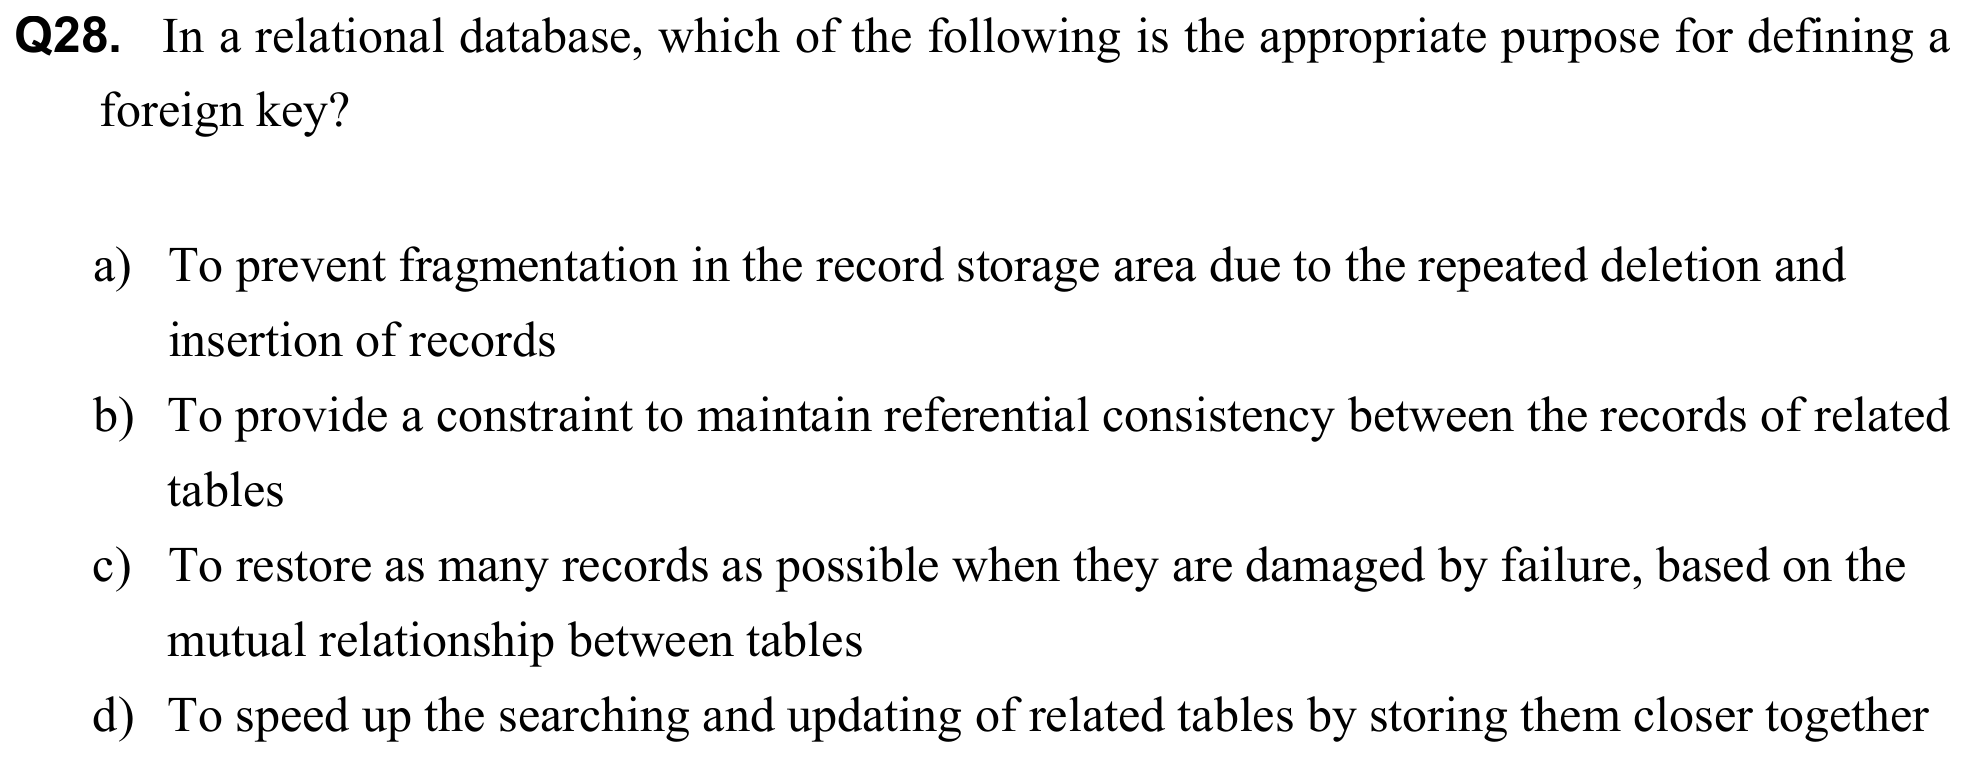 Q28. In a relational database, which of the following is the appropriate purpose for defining a
foreign key?
a) To prevent fragmentation in the record storage area due to the repeated deletion and
insertion of records
b) To provide a constraint to maintain referential consistency between the records of related
tables
c) To restore as many records as possible when they are damaged by failure, based on the
mutual relationship between tables
d) To speed up the searching and updating of related tables by storing them closer together